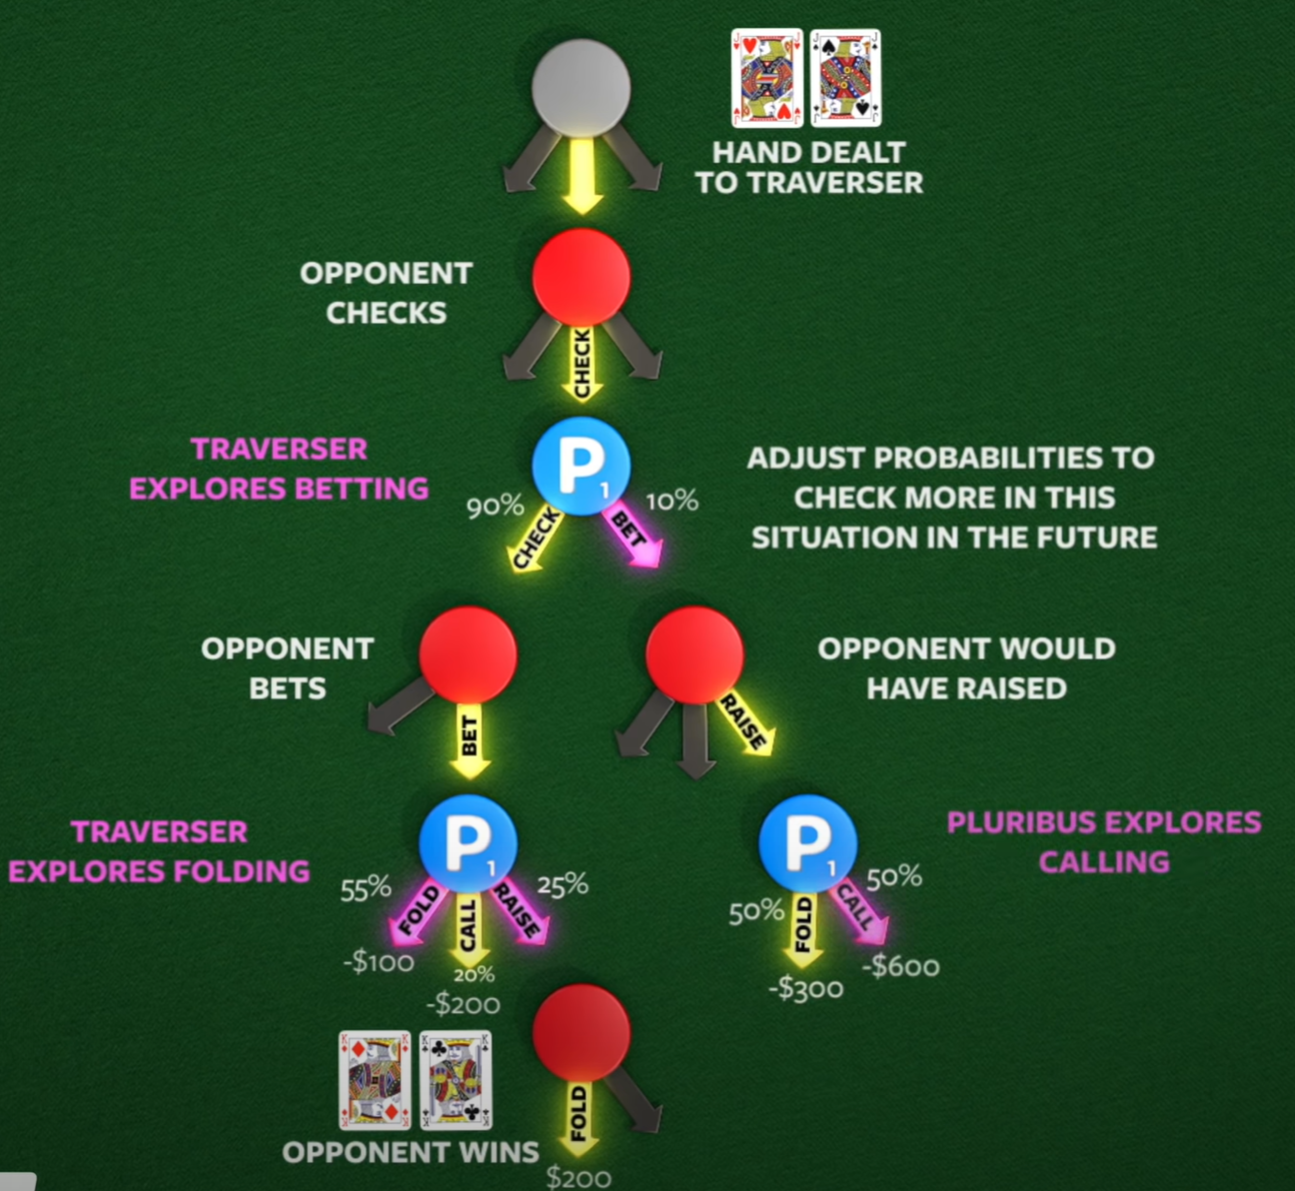 J J
HAND DEALT
TO TRAVERSER
OPPONENT
CHECKS
CHECK
TRAVERSER
EXPLORES BETTING
P1
90%
10%
CHECK
BET
ADJUST PROBABILITIES TO
CHECK MORE IN THIS
SITUATION IN THE FUTURE
OPPONENT
BETS
BET
OPPONENT WOULD
HAVE RAISED
RAISE
TRAVERSER
EXPLORES FOLDING
P1
55%
25%
FOLD
CALL
RAISE
-$100
20%
-$200
P1
50%
50%
FOLD
CALL
-$300
-$600
PLURIBUS EXPLORES
CALLING
K K
OPPONENT WINS
FOLD
$200